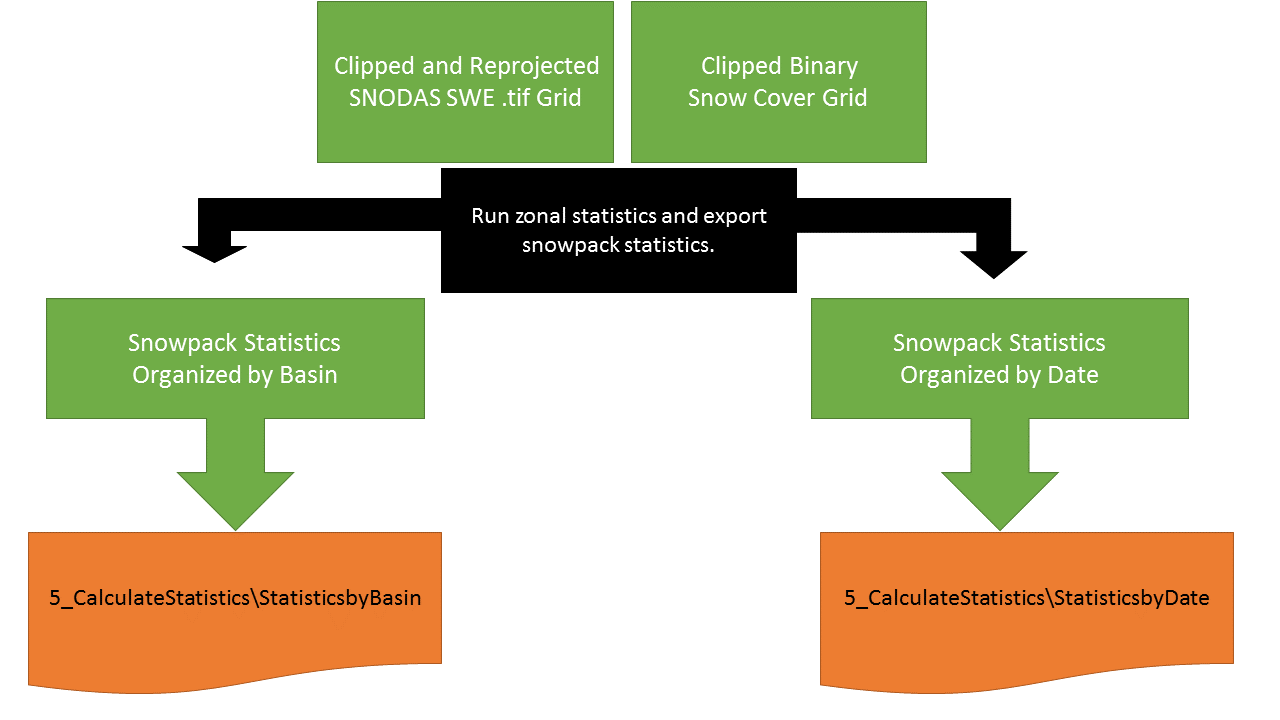 Clipped and Reprojected
SNODAS SWE .tif Grid
Clipped Binary
Snow Cover Grid
Run zonal statistics and export
snowpack statistics.
Snowpack Statistics
Organized by Basin
Snowpack Statistics
Organized by Date
5_CalculateStatistics\StatisticsbyBasin
5_CalculateStatistics\StatisticsbyDate